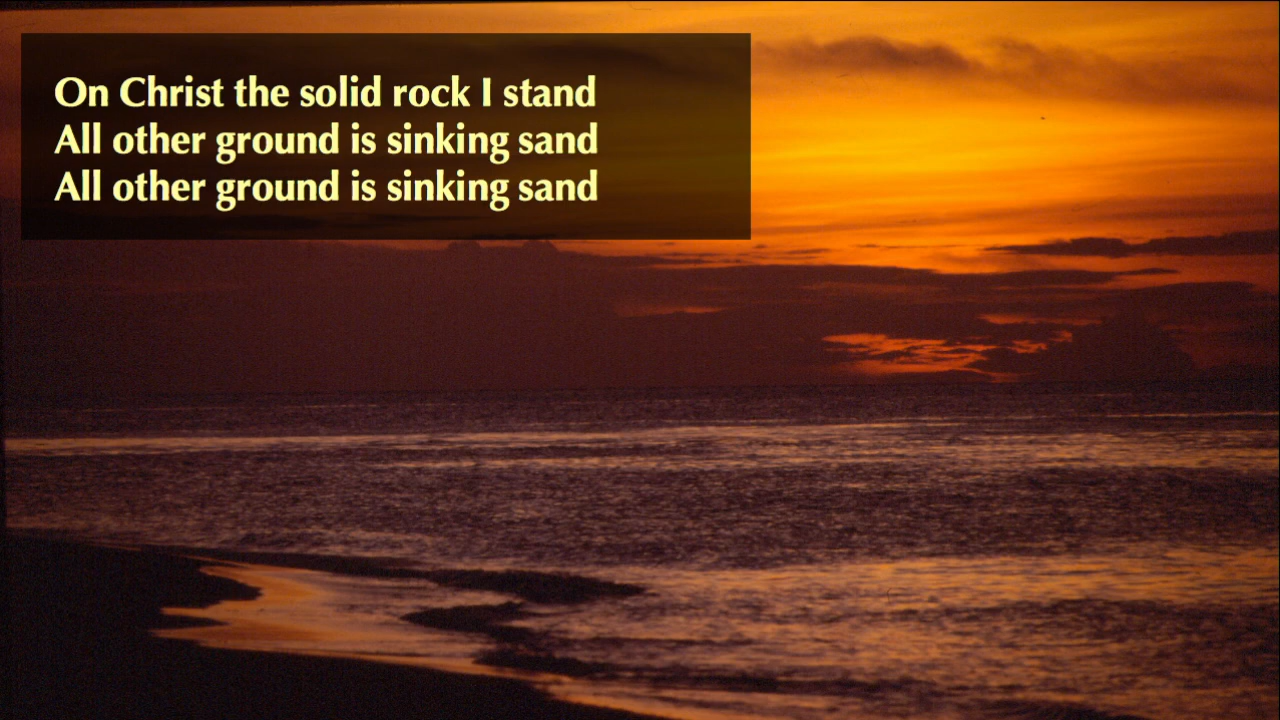 On Christ the solid rock I stand
All other ground is sinking sand
All other ground is sinking sand